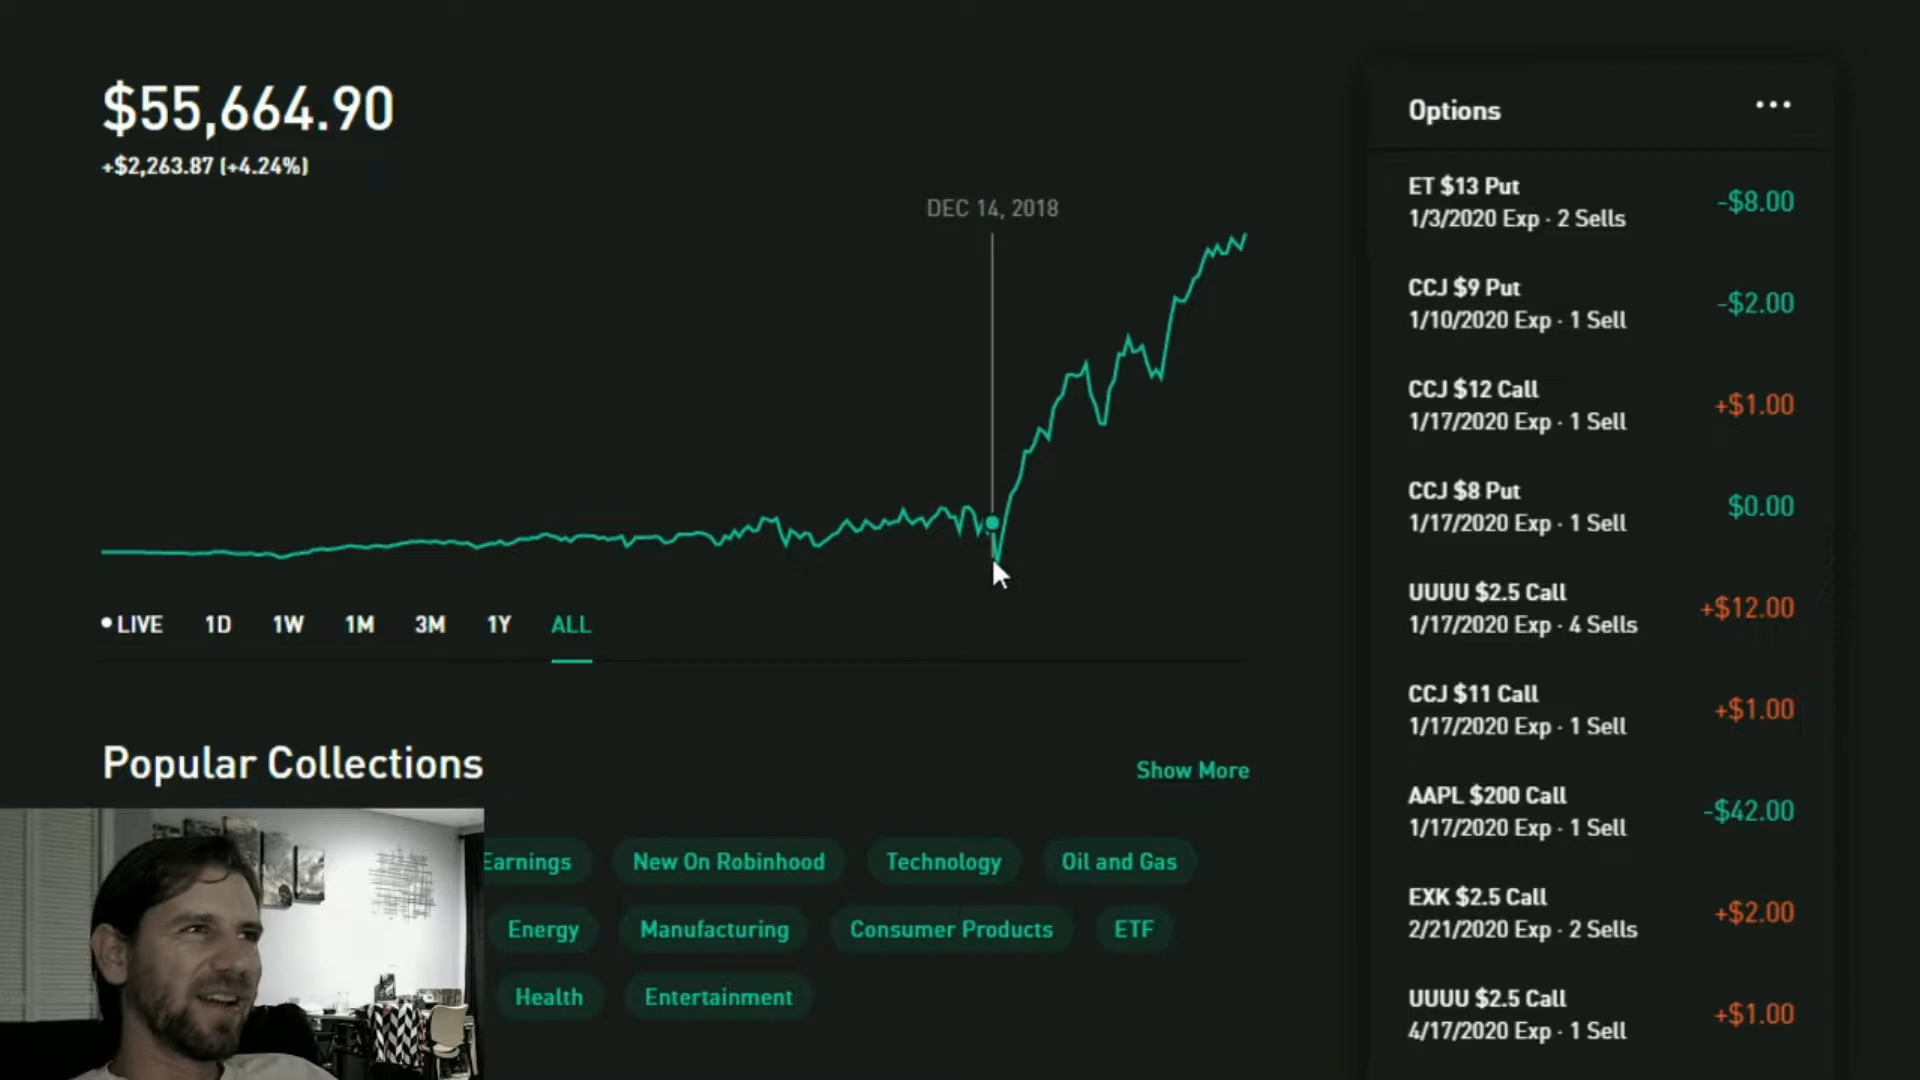 $55,664.90
+$2,263.87 (+4.24%)
DEC 14, 2018
LIVE 1D 1W 1M 3M 1Y ALL
Popular Collections
Show More
Earnings New On Robinhood Technology Oil and Gas
Energy Manufacturing Consumer Products ETF
Health Entertainment
Options
ET $13 Put
1/3/2020 Exp · 2 Sells
-$8.00
CCJ $9 Put
1/10/2020 Exp · 1 Sell
-$2.00
CCJ $12 Call
1/17/2020 Exp · 1 Sell
+$1.00
CCJ $8 Put
1/17/2020 Exp · 1 Sell
$0.00
UUUU $2.5 Call
1/17/2020 Exp · 4 Sells
+$12.00
CCJ $11 Call
1/17/2020 Exp · 1 Sell
+$1.00
AAPL $200 Call
1/17/2020 Exp · 1 Sell
-$42.00
EXK $2.5 Call
2/21/2020 Exp · 2 Sells
+$2.00
UUUU $2.5 Call
4/17/2020 Exp · 1 Sell
+$1.00